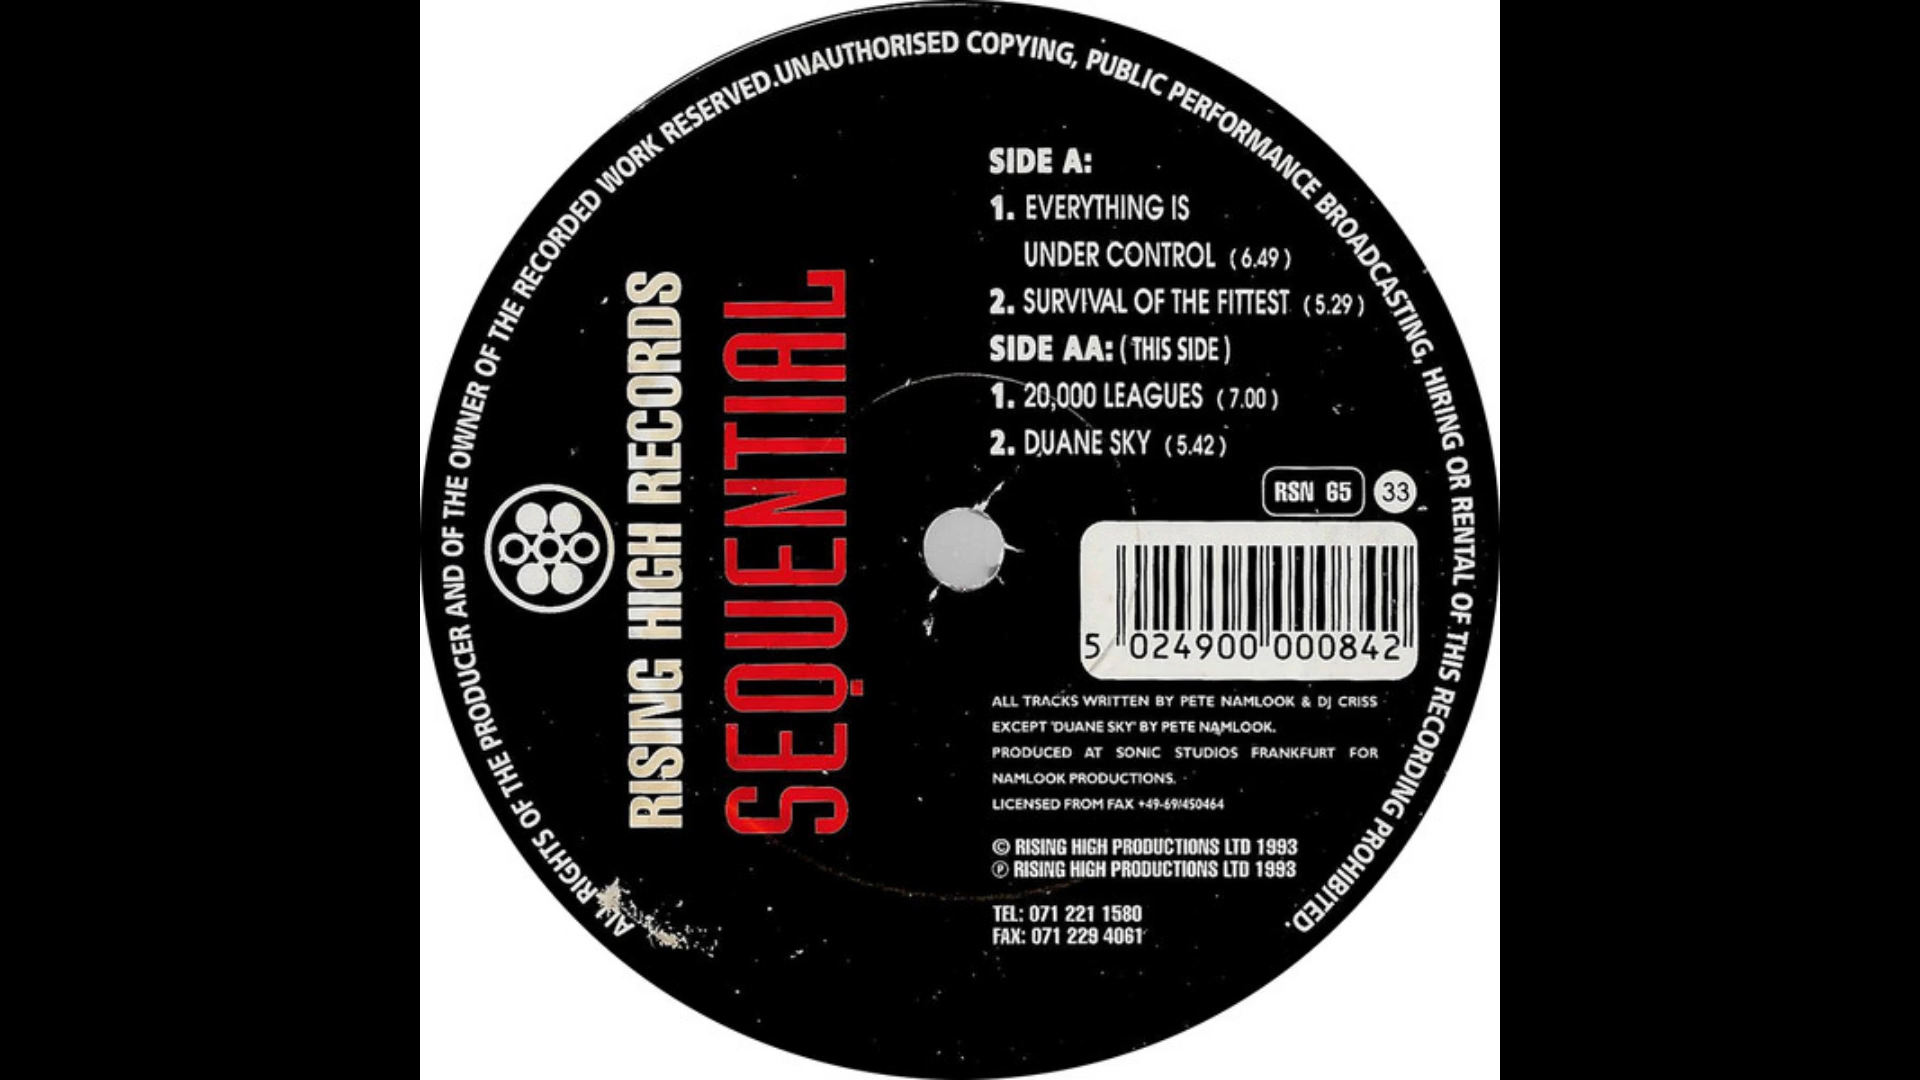 ALL RIGHTS OF THE PRODUCER AND OF THE OWNER OF THE RECORDED WORK RESERVED.UNAUTHORISED COPYING, PUBLIC PERFORMANCE BROADCASTING, HIRING OR RENTAL OF THIS RECORDING PROHIBITED.
RISING HIGH RECORDS
SEQUENTIAL
SIDE A:
1. EVERYTHING IS
UNDER CONTROL (6.49)
2. SURVIVAL OF THE FITTEST (5.29)
SIDE AA: (THIS SIDE)
1. 20,000 LEAGUES (7.00)
2. DUANE SKY (5.42)
RSN 65 33
5 024900 000842
ALL TRACKS WRITTEN BY PETE NAMLOOK & DJ CRISS
EXCEPT 'DUANE SKY' BY PETE NAMLOOK.
PRODUCED AT SONIC STUDIOS FRANKFURT FOR
NAMLOOK PRODUCTIONS.
LICENSED FROM FAX +49-69/450464
© RISING HIGH PRODUCTIONS LTD 1993
℗ RISING HIGH PRODUCTIONS LTD 1993
TEL: 071 221 1580
FAX: 071 229 4061